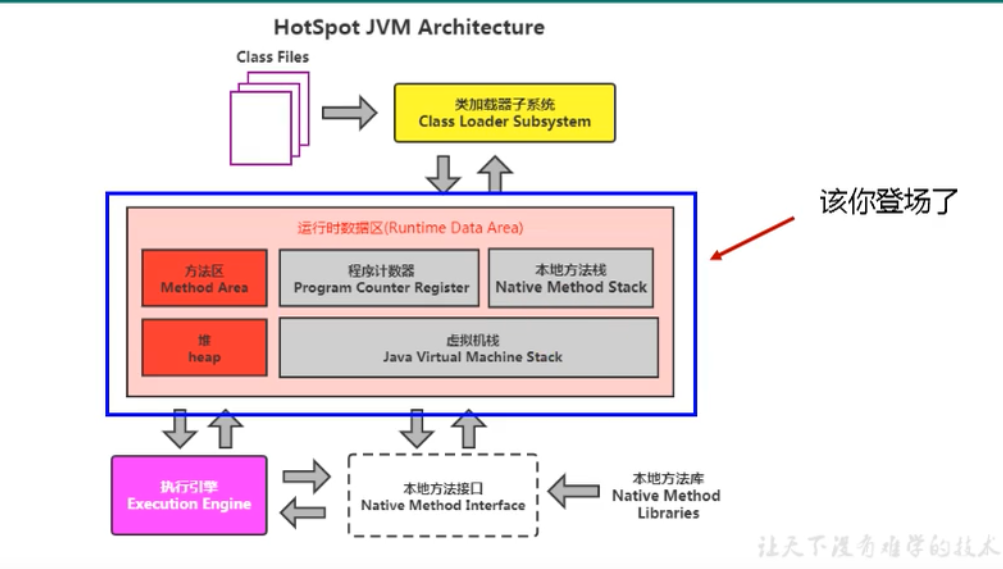 HotSpot JVM Architecture
Class Files
类加载器子系统
Class Loader Subsystem
该你登场了
运行时数据区(Runtime Data Area)
方法区
Method Area
程序计数器
Program Counter Register
本地方法栈
Native Method Stack
堆
heap
虚拟机栈
Java Virtual Machine Stack
执行引擎
Execution Engine
本地方法接口
Native Method Interface
本地方法库
Native Method
Libraries
让天下没有难学的技术